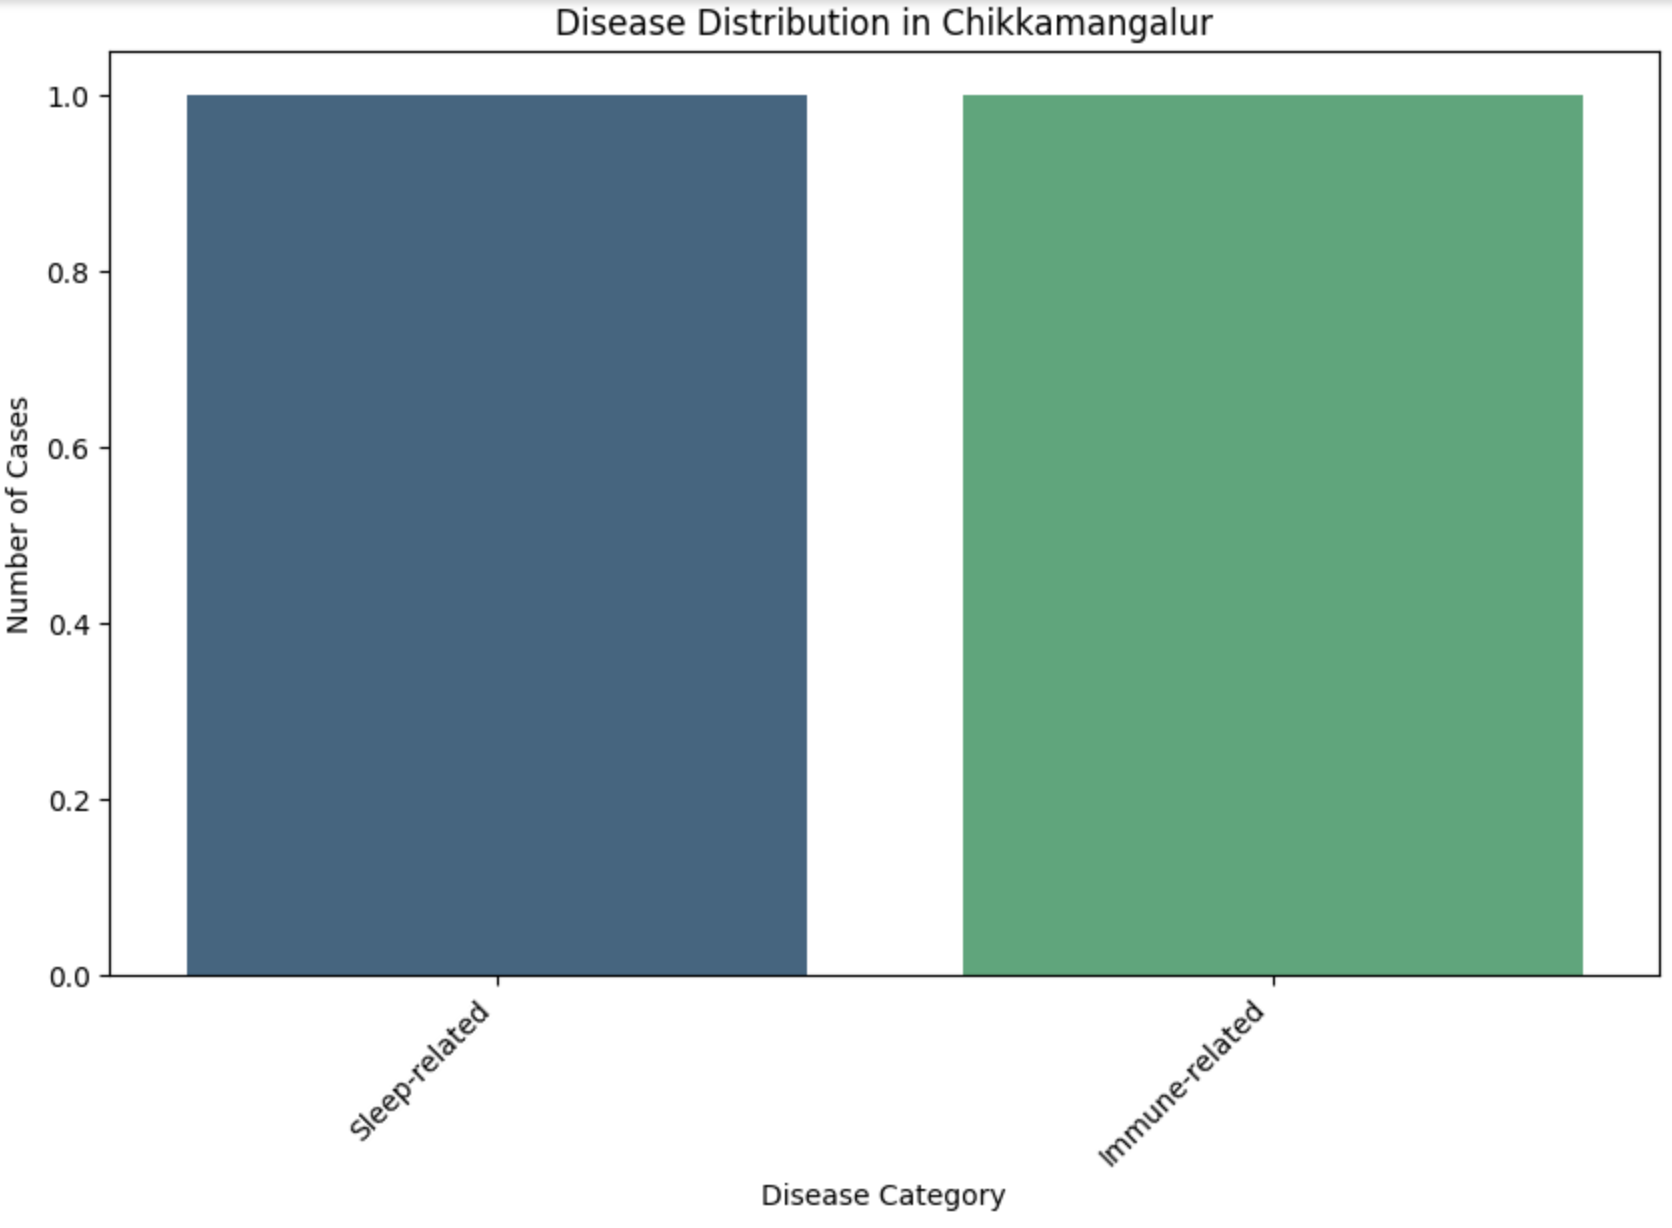 Disease Distribution in Chikkamangalur
Number of Cases
1.0
0.8
0.6
0.4
0.2
0.0
Sleep-related
Immune-related
Disease Category